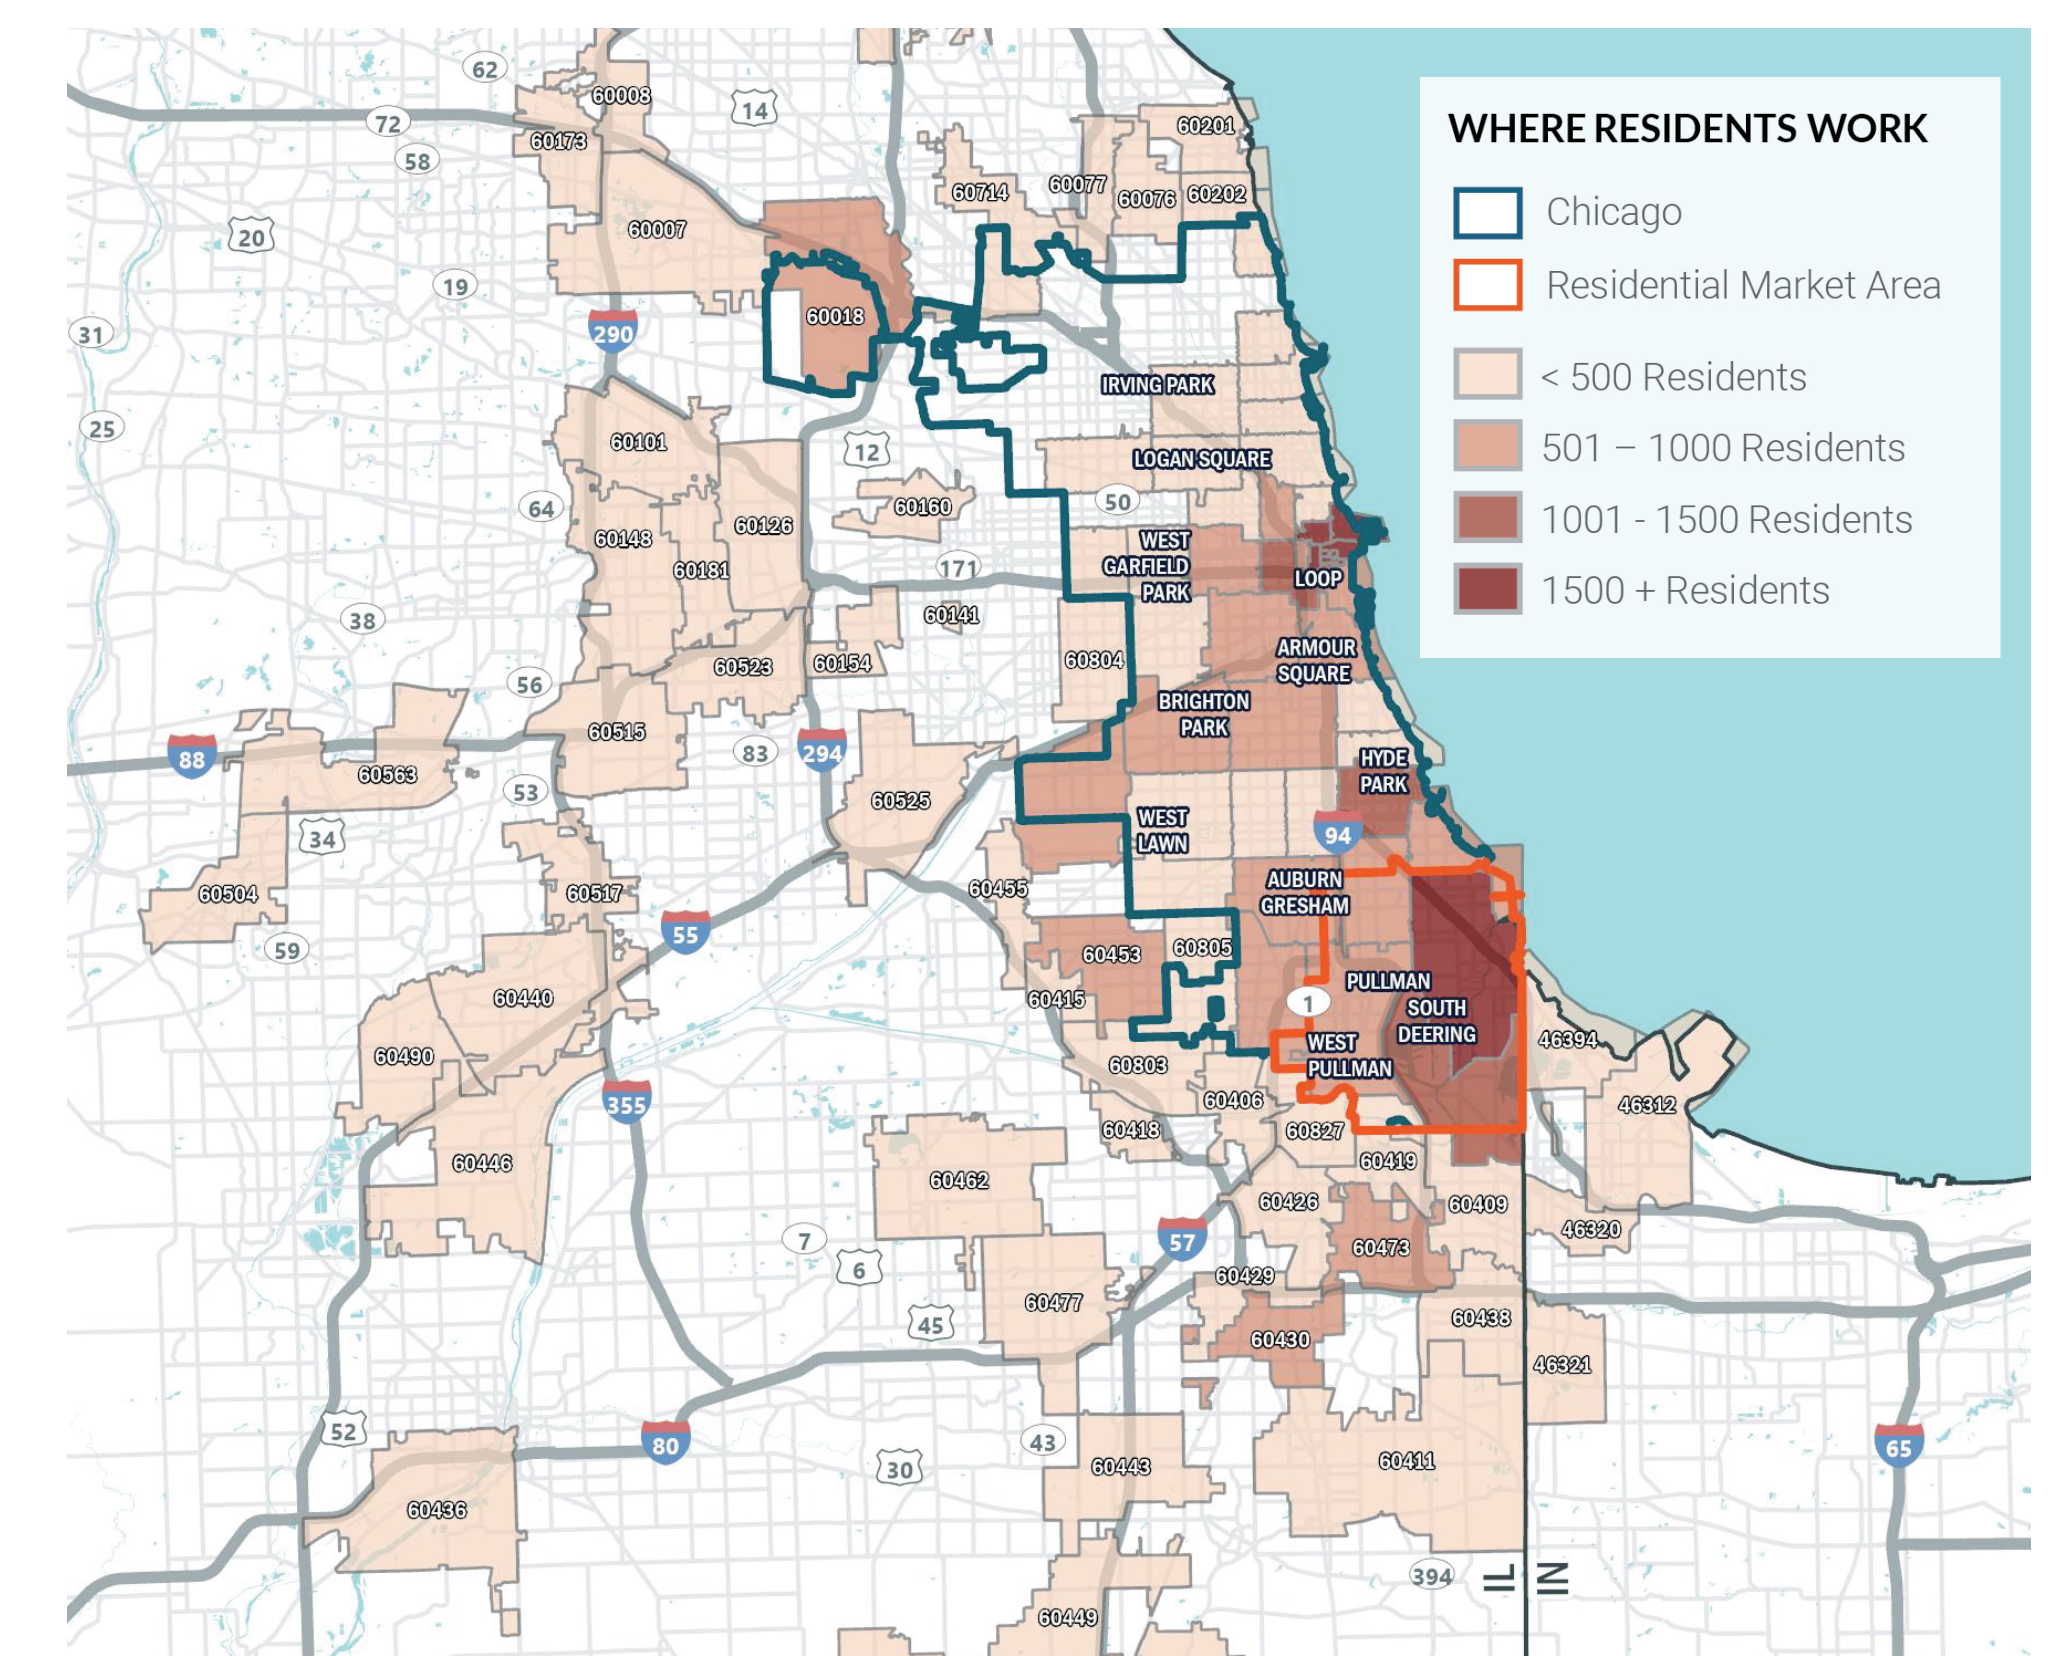 WHERE RESIDENTS WORK
Chicago
Residential Market Area
< 500 Residents
501 – 1000 Residents
1001 - 1500 Residents
1500 + Residents
62
60008
14
72
60173
58
60201
60714
60077
60076
60202
20
60007
19
60018
31
290
IRVING PARK
25
60101
12
LOGAN SQUARE
64
60160
50
60148
60126
WEST
GARFIELD
PARK
60181
171
LOOP
38
60141
ARMOUR
SQUARE
60523
60154
60804
56
BRIGHTON
PARK
60515
88
83
294
HYDE
PARK
60563
53
60525
34
WEST
LAWN
94
60504
60517
60455
AUBURN
GRESHAM
59
55
60453
60805
60440
60415
PULLMAN
1
SOUTH
DEERING
60490
60803
WEST
PULLMAN
46394
355
60406
46312
60418
60827
60446
60462
60419
60426
60409
7
57
60473
46320
6
60429
60477
45
60430
60438
46321
52
80
43
65
30
60443
60411
60436
394
IL
IN
60449